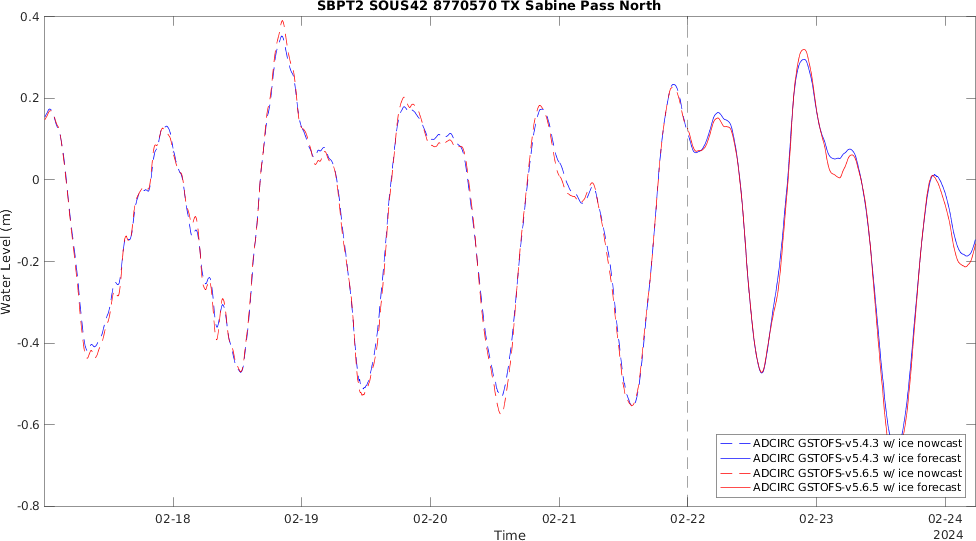 SBPT2 SOUS42 8770570 TX Sabine Pass North
0.4
0.2
0
-0.2
-0.4
-0.6
-0.8
Water Level (m)
02-18
02-19
02-20
02-21
02-22
02-23
02-24
Time
2024
ADCIRC GSTOFS-v5.4.3 w/ ice nowcast
ADCIRC GSTOFS-v5.4.3 w/ ice forecast
ADCIRC GSTOFS-v5.6.5 w/ ice nowcast
ADCIRC GSTOFS-v5.6.5 w/ ice forecast